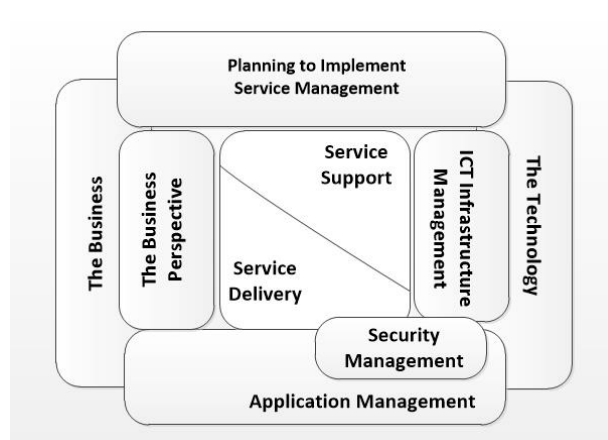 Planning to Implement
Service Management
The Business
The Business
Perspective
Service
Support
Service
Delivery
ICT Infrastructure
Management
The Technology
Security
Management
Application Management